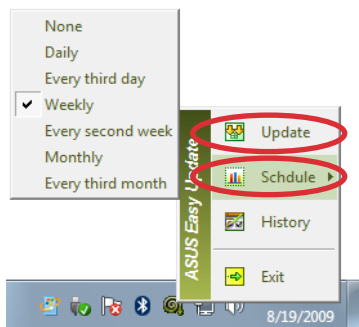 None
Daily
Every third day
Weekly
Every second week
Monthly
Every third month
ASUS Easy Update
Update
Schdule
History
Exit
8/19/2009